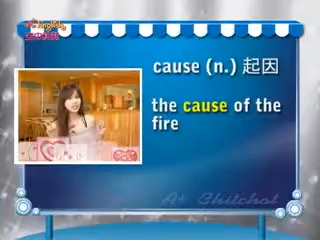 cause (n.) 起因
the cause of the
fire
A+ Chitchat